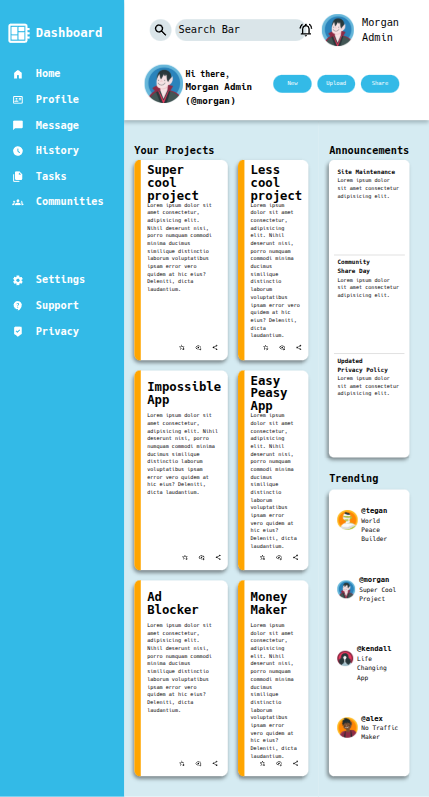 Dashboard
Home
Profile
Message
History
Tasks
Communities
Settings
Support
Privacy
Search Bar
Morgan
Admin
Hi there,
Morgan Admin
(@morgan)
New
Upload
Share
Your Projects
Super
cool
project
Lorem ipsum dolor sit
amet consectetur,
adipisicing elit.
Nihil deserunt nisi,
porro numquam commodi
minima ducimus
similique distinctio
laborum voluptatibus
ipsam error vero
quidem at hic eius?
Deleniti, dicta
laudantium.
Less
cool
project
Lorem ipsum
dolor sit amet
consectetur,
adipisicing
elit. Nihil
deserunt nisi,
porro numquam
commodi minima
ducimus
similique
distinctio
laborum
voluptatibus
ipsam error vero
quidem at hic
eius? Deleniti,
dicta
laudantium.
Impossible
App
Lorem ipsum dolor sit
amet consectetur,
adipisicing elit. Nihil
deserunt nisi, porro
numquam commodi minima
ducimus similique
distinctio laborum
voluptatibus ipsam
error vero quidem at
hic eius? Deleniti,
dicta laudantium.
Easy
Peasy
App
Lorem ipsum
dolor sit amet
consectetur,
adipisicing
elit. Nihil
deserunt nisi,
porro numquam
commodi minima
ducimus
similique
distinctio
laborum
voluptatibus
ipsam error
vero quidem at
hic eius?
Deleniti, dicta
laudantium.
Ad
Blocker
Lorem ipsum dolor sit
amet consectetur,
adipisicing elit.
Nihil deserunt nisi,
porro numquam commodi
minima ducimus
similique distinctio
laborum voluptatibus
ipsam error vero
quidem at hic eius?
Deleniti, dicta
laudantium.
Money
Maker
Lorem ipsum
dolor sit amet
consectetur,
adipisicing
elit. Nihil
deserunt nisi,
porro numquam
commodi minima
ducimus
similique
distinctio
laborum
voluptatibus
ipsam error
vero quidem at
hic eius?
Deleniti, dicta
laudantium.
Announcements
Site Maintenance
Lorem ipsum dolor
sit amet consectetur
adipisicing elit.
Community
Share Day
Lorem ipsum dolor
sit amet consectetur
adipisicing elit.
Updated
Privacy Policy
Lorem ipsum dolor
sit amet consectetur
adipisicing elit.
Trending
@tegan
World
Peace
Builder
@morgan
Super Cool
Project
@kendall
Life
Changing
App
@alex
No Traffic
Maker